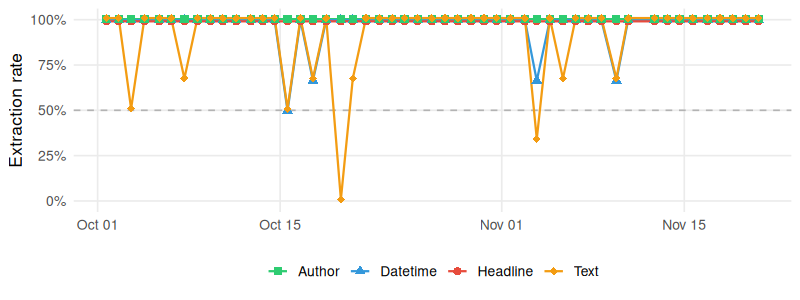 100%
75%
50%
25%
0%
Extraction rate
Oct 01 Oct 15 Nov 01 Nov 15
Author Datetime Headline Text